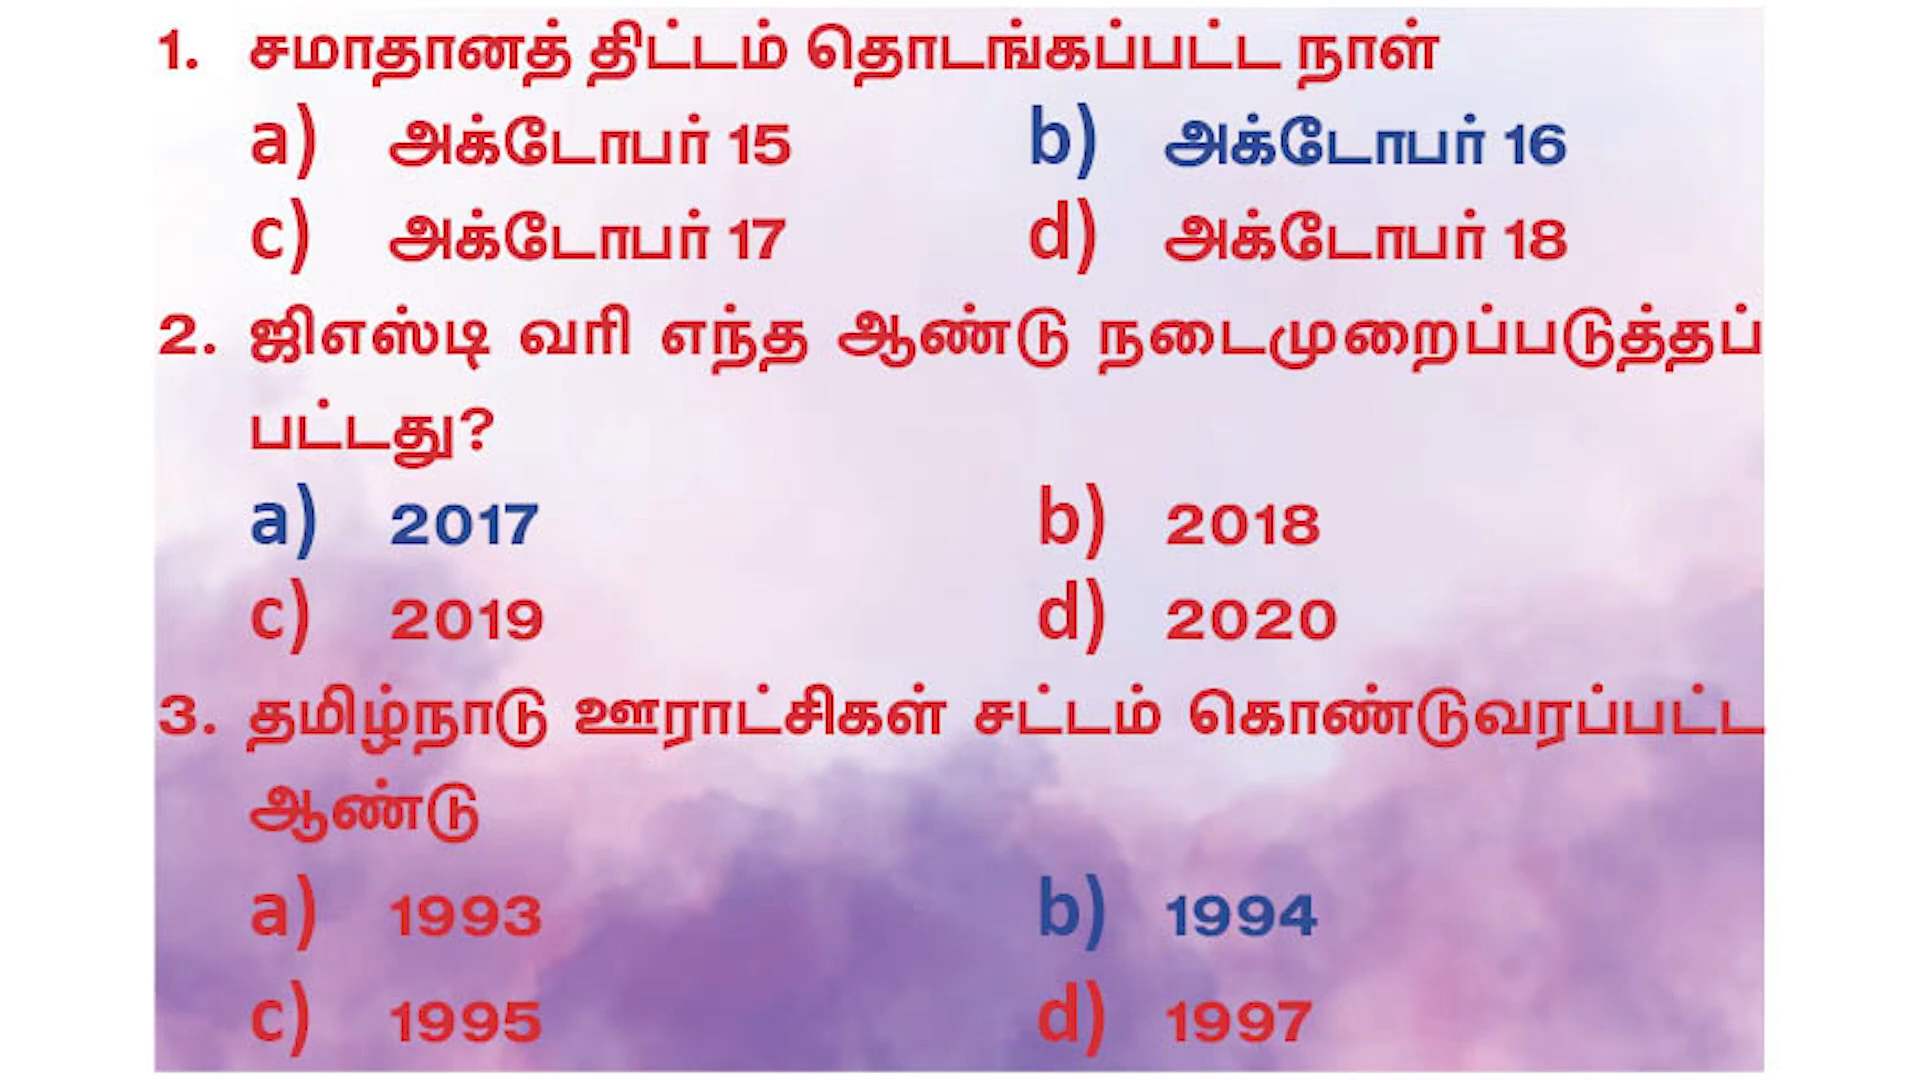 1. சமாதானத் திட்டம் தொடங்கப்பட்ட நாள்
a) அக்டோபர் 15 b) அக்டோபர் 16
c) அக்டோபர் 17 d) அக்டோபர் 18
2. ஜிஎஸ்டி வரி எந்த ஆண்டு நடைமுறைப்படுத்தப்
பட்டது?
a) 2017 b) 2018
c) 2019 d) 2020
3. தமிழ்நாடு ஊராட்சிகள் சட்டம் கொண்டுவரப்பட்ட
ஆண்டு
a) 1993 b) 1994
c) 1995 d) 1997